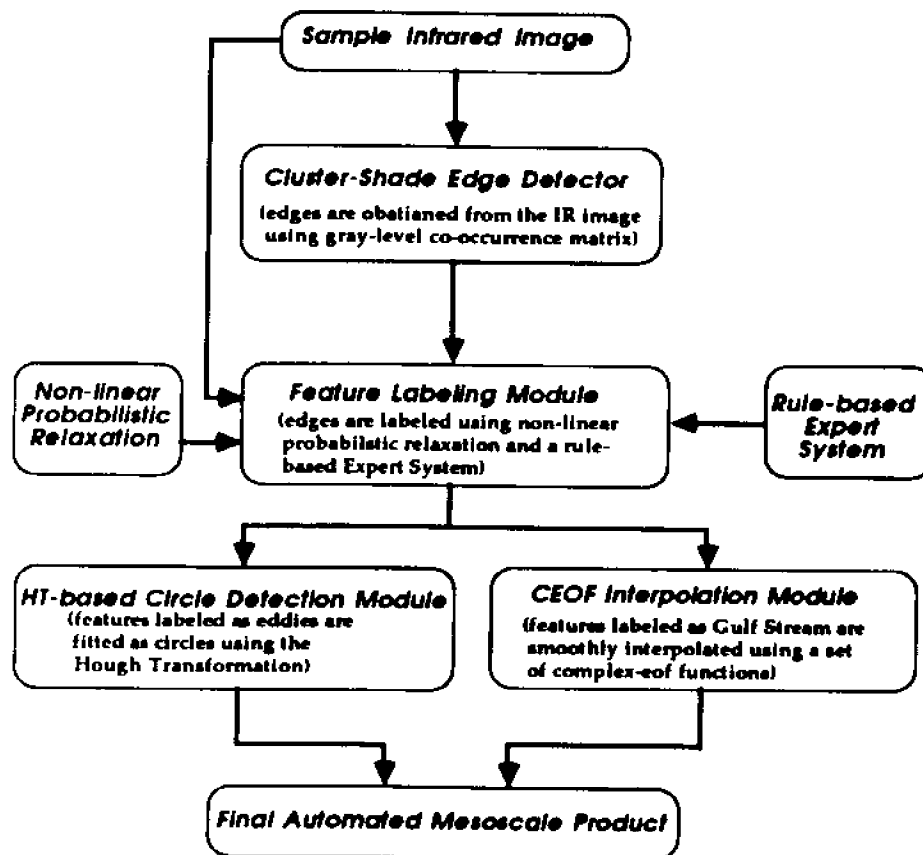 Sample Infrared Image
Cluster-Shade Edge Detector
(edges are obatianed from the IR image
using gray-level co-occurrence matrix)
Non-linear
Probabilistic
Relaxation
Feature Labeling Module
(edges are labeled using non-linear
probabilstic relaxation and a rule-
based Expert System)
Rule-based
Expert
System
HT-based Circle Detection Module
(features labeled as eddies are
fitted as circles using the
Hough Transformation)
CEOF Interpolation Module
(features labeled as Gulf Stream are
smoothly interpolated using a set
of complex-eof functions)
Final Automated Mesoscale Product